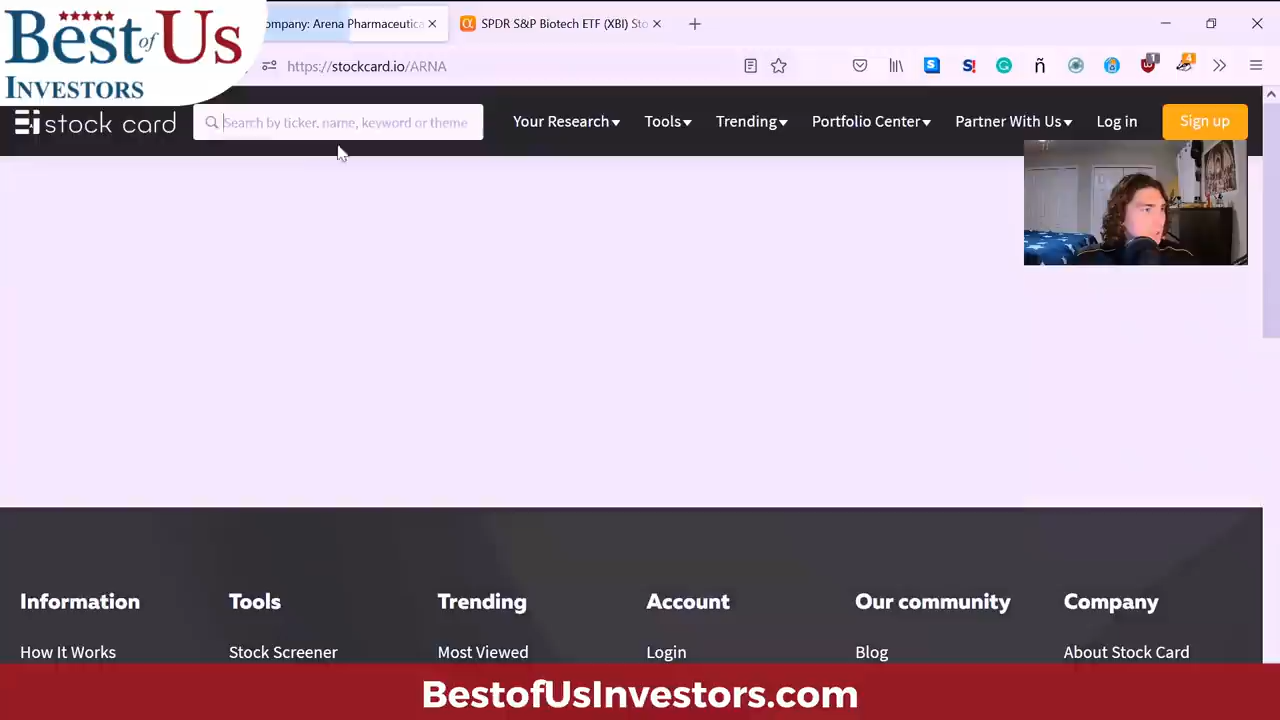 Best of Us
INVESTORS
ompany: Arena Pharmaceutica
SPDR S&P Biotech ETF (XBI) Sto
https://stockcard.io/ARNA
1
4
stock card
Search by ticker, name, keyword or theme
Your Research
Tools
Trending
Portfolio Center
Partner With Us
Log in
Sign up
Information
Tools
Trending
Account
Our community
Company
How It Works
Stock Screener
Most Viewed
Login
Blog
About Stock Card
BestofUsInvestors.com